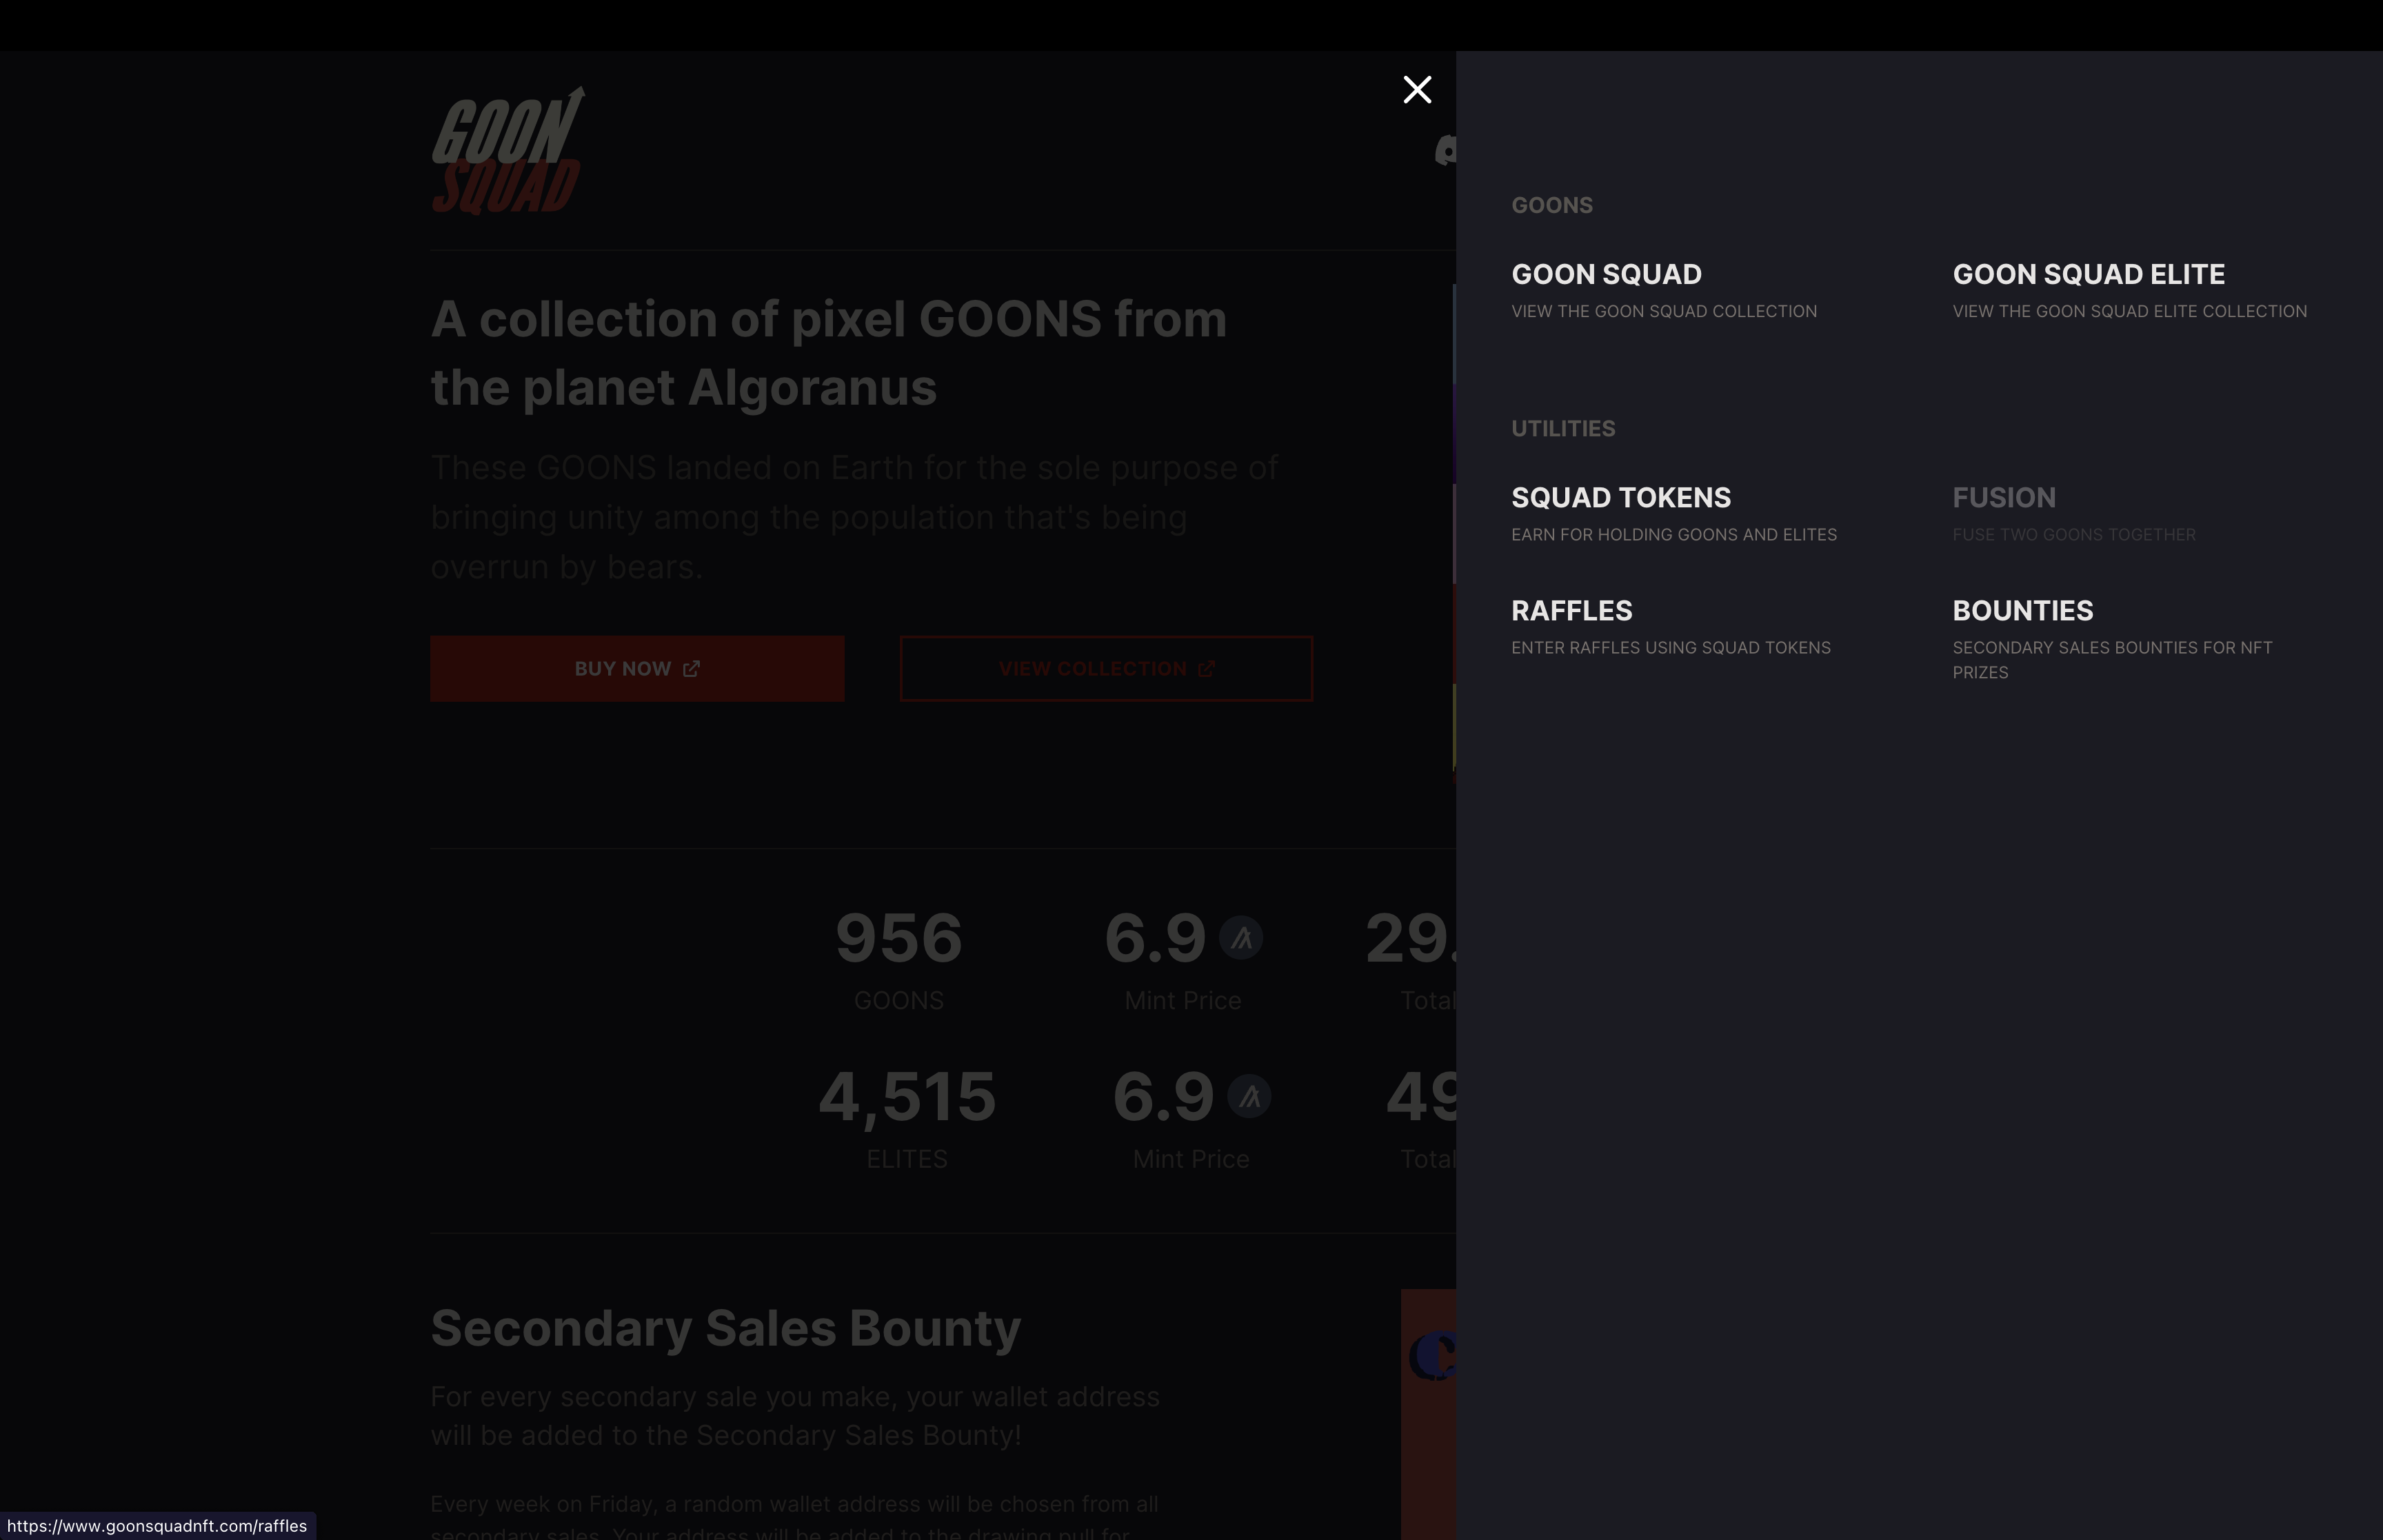 GOON
SQUAD
A collection of pixel GOONS from
the planet Algoranus
These GOONS landed on Earth for the sole purpose of
bringing unity among the population that's being
overrun by bears.
BUY NOW
VIEW COLLECTION
956
GOONS
6.9
Mint Price
29.
Total
4,515
ELITES
6.9
Mint Price
49
Total
Secondary Sales Bounty
For every secondary sale you make, your wallet address
will be added to the Secondary Sales Bounty!
Every week on Friday, a random wallet address will be chosen from all
secondary sales. Your address will be added to the drawing pull for
https://www.goonsquadnft.com/raffles
GOONS
GOON SQUAD
VIEW THE GOON SQUAD COLLECTION
GOON SQUAD ELITE
VIEW THE GOON SQUAD ELITE COLLECTION
UTILITIES
SQUAD TOKENS
EARN FOR HOLDING GOONS AND ELITES
FUSION
FUSE TWO GOONS TOGETHER
RAFFLES
ENTER RAFFLES USING SQUAD TOKENS
BOUNTIES
SECONDARY SALES BOUNTIES FOR NFT
PRIZES